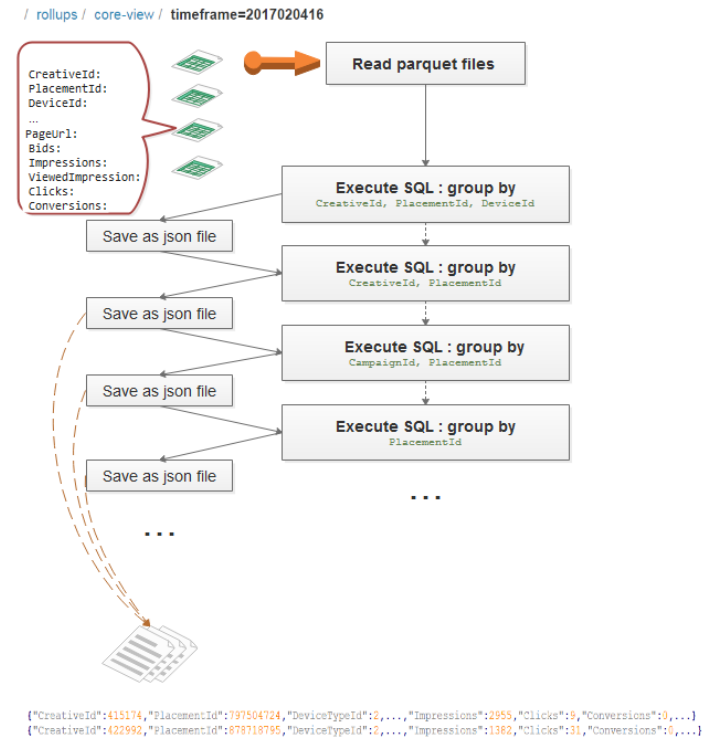 / rollups / core-view / timeframe=2017020416
CreativeId:
PlacementId:
DeviceId:
...
PageUrl:
Bids:
Impressions:
ViewedImpression:
Clicks:
Conversions:
Read parquet files
Execute SQL : group by
CreativeId, PlacementId, DeviceId
Save as json file
Execute SQL : group by
CreativeId, PlacementId
Save as json file
Execute SQL : group by
CampaignId, PlacementId
Save as json file
Execute SQL : group by
PlacementId
Save as json file
...
...
{"CreativeId":415174,"PlacementId":797504724,"DeviceTypeId":2,...,"Impressions":2955,"Clicks":9,"Conversions":0,...}
{"CreativeId":422992,"PlacementId":878718795,"DeviceTypeId":2,...,"Impressions":1382,"Clicks":31,"Conversions":0,...}